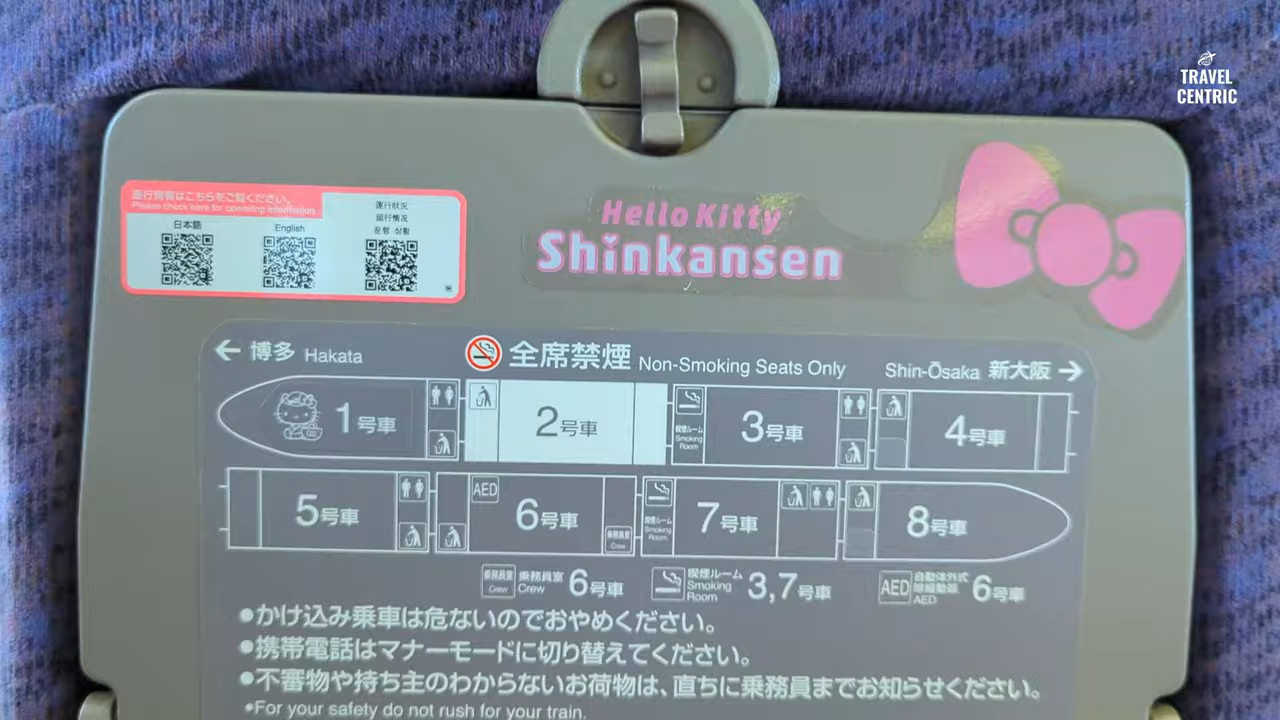 TRAVEL
CENTRIC
運行情報はこちらをご覧ください。
Please check here for operating information
日本語
English
運行狀況
运行情况
운행 상황
Hello Kitty
Shinkansen
← 博多 Hakata
全席禁煙 Non-Smoking Seats Only
Shin-Ōsaka 新大阪 →
1号車
2号車
喫煙ルーム
Smoking
Room
3号車
4号車
5号車
AED
6号車
乗務員室
Crew
喫煙ルーム
Smoking
Room
7号車
8号車
乗務員室
Crew
乗務員室
Crew
6号車
喫煙ルーム
Smoking
Room
3,7号車
AED
自動体外式
除細動器
AED
6号車
●かけ込み乗車は危ないのでおやめください。
●携帯電話はマナーモードに切り替えてください。
●不審物や持ち主のわからないお荷物は、直ちに乗務員までお知らせください。
●For your safety do not rush for your train.